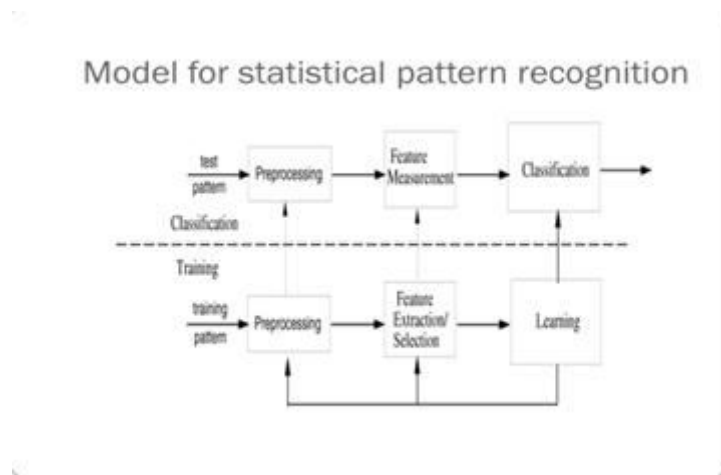 Model for statistical pattern recognition
test
pattern
Preprocessing
Feature
Measurement
Classification
Classification
Training
training
pattern
Preprocessing
Feature
Extraction/
Selection
Learning